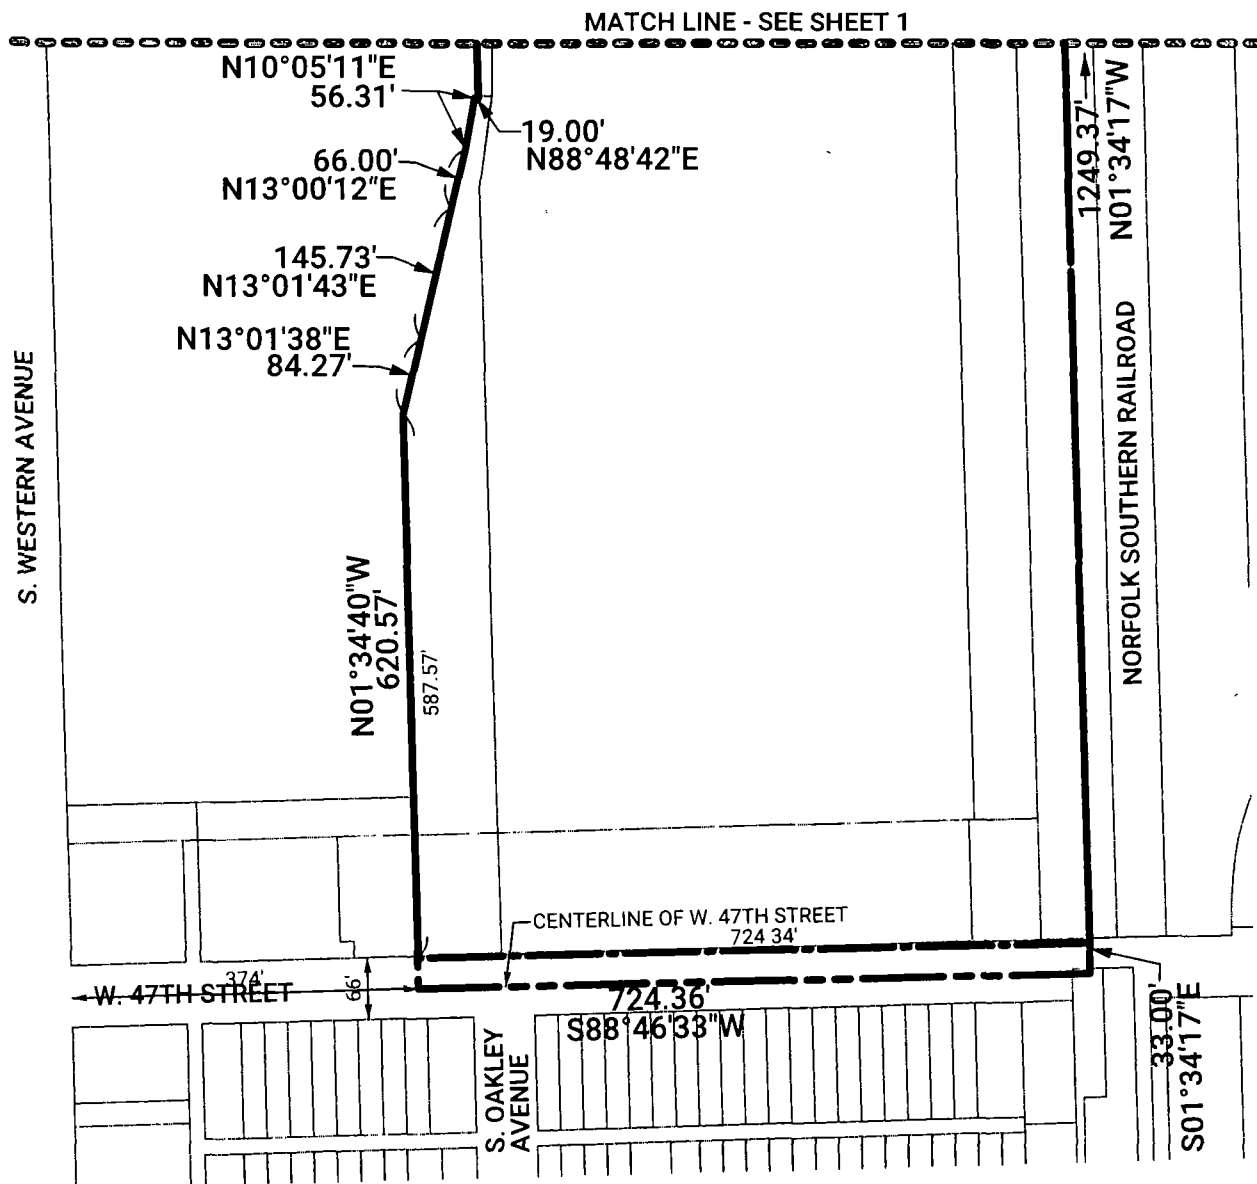 MATCH LINE - SEE SHEET 1
N10°05'11"E
56.31'
19.00'
N88°48'42"E
66.00'
N13°00'12"E
145.73'
N13°01'43"E
N13°01'38"E
84.27'
1249.37'
N01°34'17"W
S. WESTERN AVENUE
NORFOLK SOUTHERN RAILROAD
N01°34'40"W
620.57'
587.57'
CENTERLINE OF W. 47TH STREET
724 34'
374'
W. 47TH STREET
66'
724.36'
S88°46'33"W
33.00'
S01°34'17"E
S. OAKLEY
AVENUE